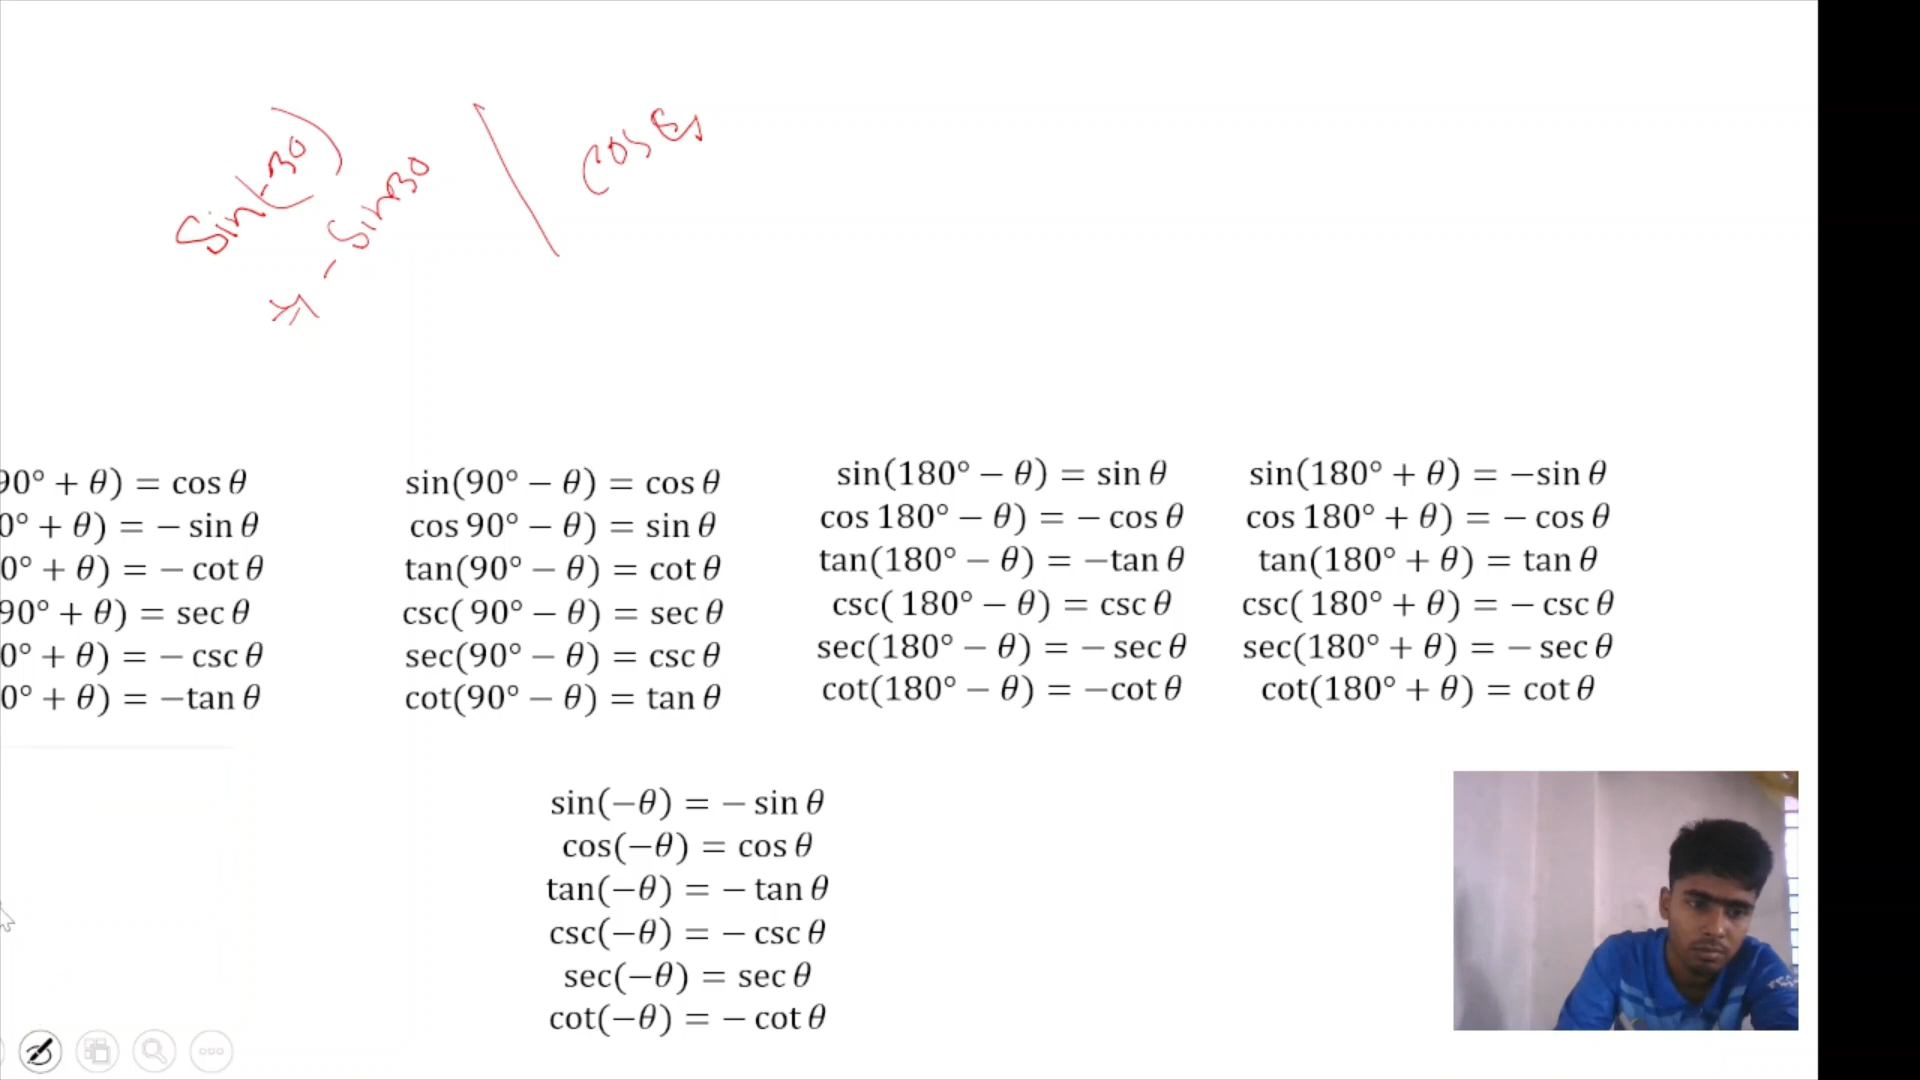 sin(-30)
- sin30
cos
90° + θ) = cos θ
0° + θ) = − sin θ
0° + θ) = − cot θ
90° + θ) = sec θ
0° + θ) = − csc θ
0° + θ) = −tan θ
sin(90° − θ) = cos θ
cos 90° − θ) = sin θ
tan(90° − θ) = cot θ
csc( 90° − θ) = sec θ
sec(90° − θ) = csc θ
cot(90° − θ) = tan θ
sin(180° − θ) = sin θ
cos 180° − θ) = − cos θ
tan(180° − θ) = −tan θ
csc( 180° − θ) = csc θ
sec(180° − θ) = − sec θ
cot(180° − θ) = −cot θ
sin(180° + θ) = −sin θ
cos 180° + θ) = − cos θ
tan(180° + θ) = tan θ
csc( 180° + θ) = − csc θ
sec(180° + θ) = − sec θ
cot(180° + θ) = cot θ
sin(−θ) = − sin θ
cos(−θ) = cos θ
tan(−θ) = − tan θ
csc(−θ) = − csc θ
sec(−θ) = sec θ
cot(−θ) = − cot θ